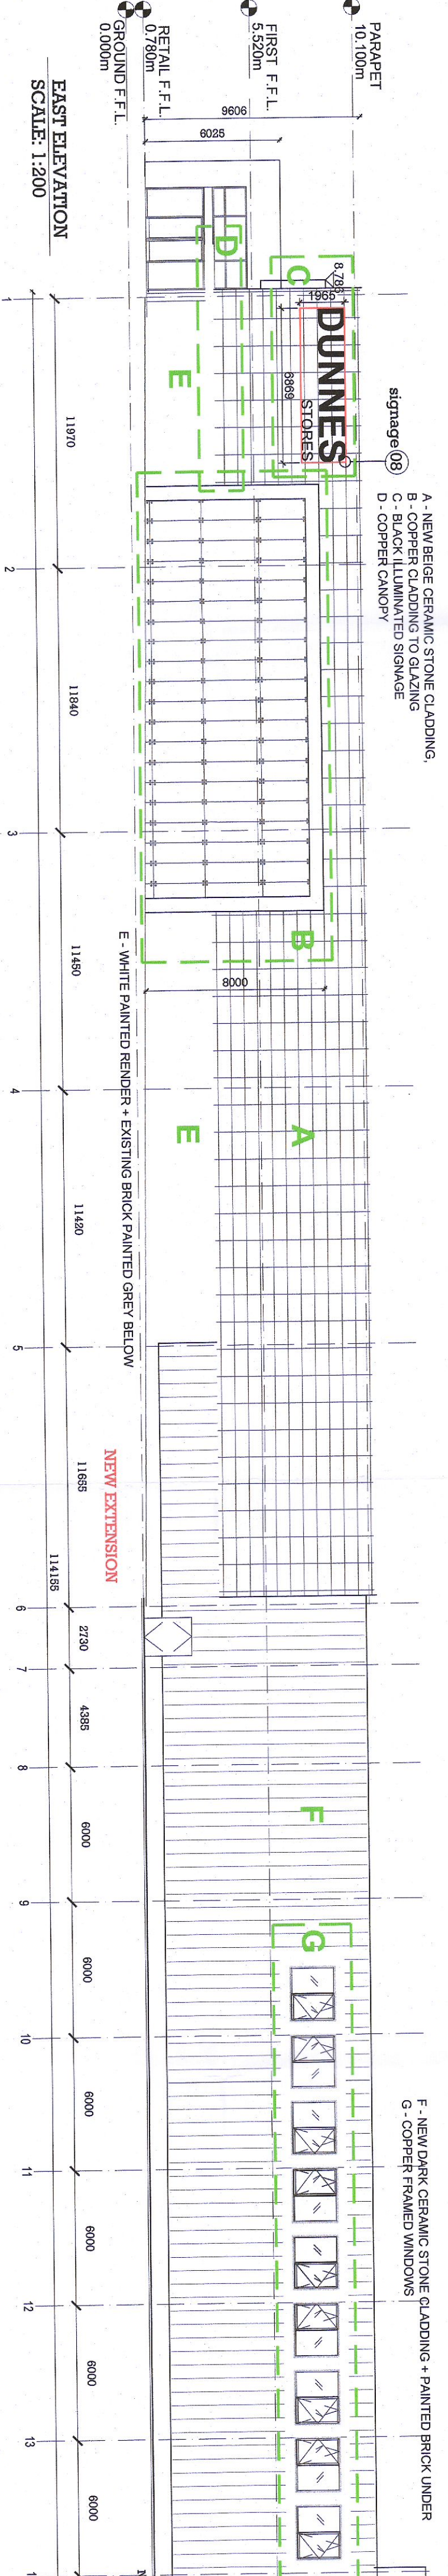 PARAPET
10.100m
FIRST F.F.L.
5.520m
RETAIL F.F.L.
0.780m
GROUND F.F.L.
0.000m
EAST ELEVATION
SCALE: 1:200
9606
6025
signage 08
A - NEW BEIGE CERAMIC STONE CLADDING,
B - COPPER CLADDING TO GLAZING
C - BLACK ILLUMINATED SIGNAGE
D - COPPER CANOPY
C
D
DUNNES
STORES
1965
6869
E
B
8000
A
E
E - WHITE PAINTED RENDER + EXISTING BRICK PAINTED GREY BELOW
NEW EXTENSION
F - NEW DARK CERAMIC STONE CLADDING + PAINTED BRICK UNDER
G - COPPER FRAMED WINDOWS
F
G
11970
11840
11450
11420
11655
2730
4385
6000
6000
6000
6000
6000
6000
114155
1
2
3
4
5
6
7
8
9
10
11
12
13